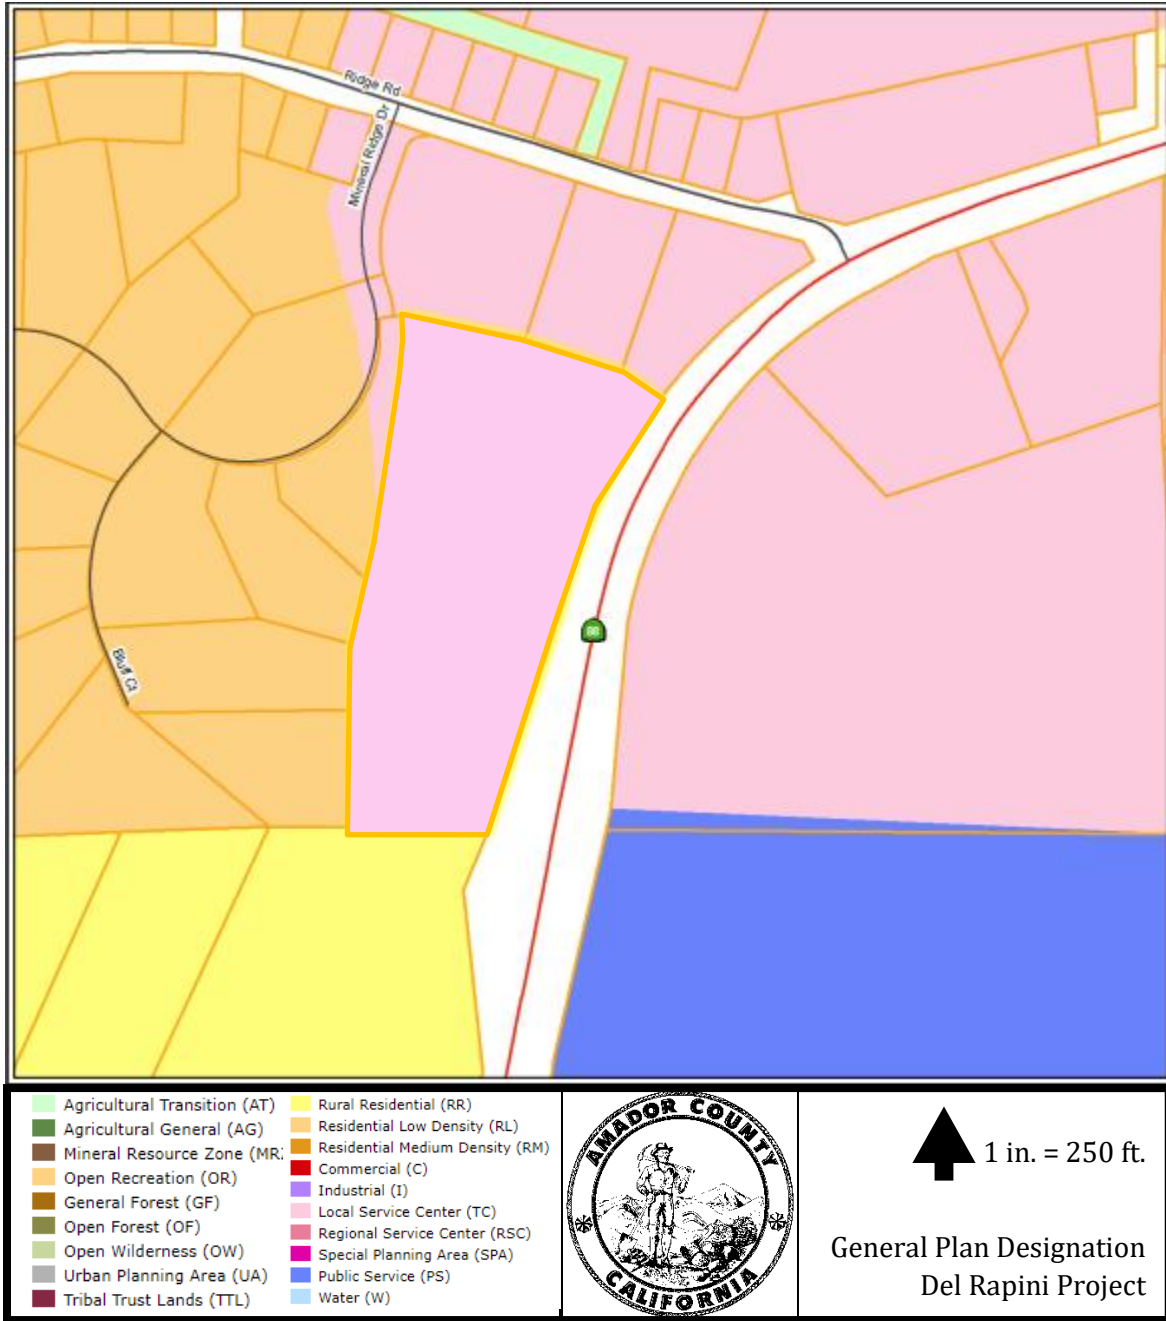 Ridge Rd
Mineral Ridge Dr
88
Bluff Ct
Agricultural Transition (AT)
Agricultural General (AG)
Mineral Resource Zone (MRZ
Open Recreation (OR)
General Forest (GF)
Open Forest (OF)
Open Wilderness (OW)
Urban Planning Area (UA)
Tribal Trust Lands (TTL)
Rural Residential (RR)
Residential Low Density (RL)
Residential Medium Density (RM)
Commercial (C)
Industrial (I)
Local Service Center (TC)
Regional Service Center (RSC)
Special Planning Area (SPA)
Public Service (PS)
Water (W)
AMADOR COUNTY
CALIFORNIA
1 in. = 250 ft.
General Plan Designation
Del Rapini Project